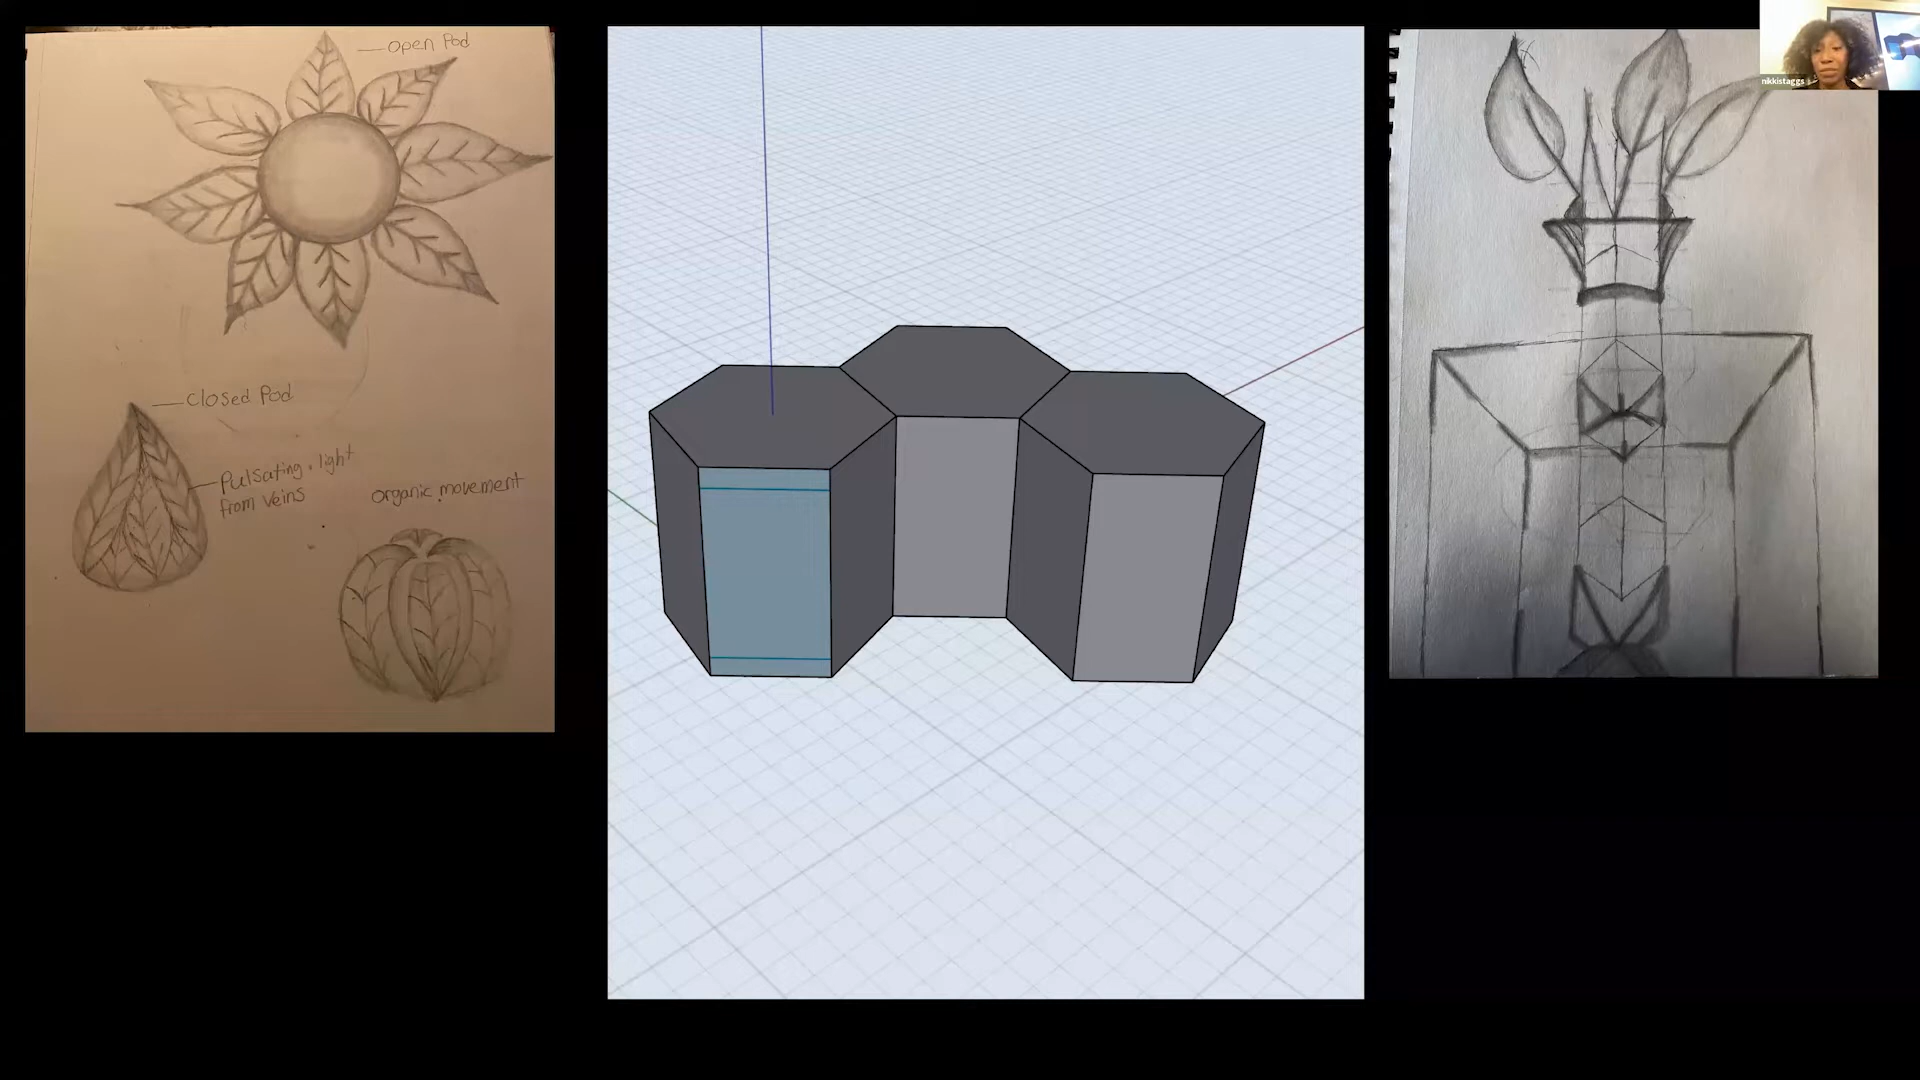 Open Pod
Closed Pod
Pulsating light
from veins
organic movement
nikkistaggs